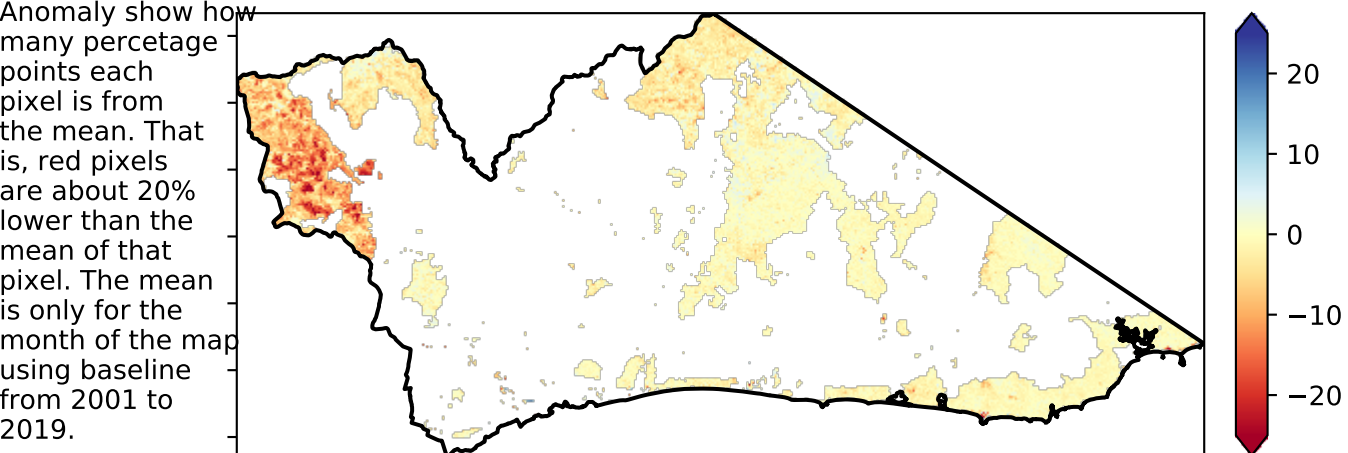 Anomaly show how
many percetage
points each
pixel is from
the mean. That
is, red pixels
are about 20%
lower than the
mean of that
pixel. The mean
is only for the
month of the map
using baseline
from 2001 to
2019.
20
10
0
−10
−20